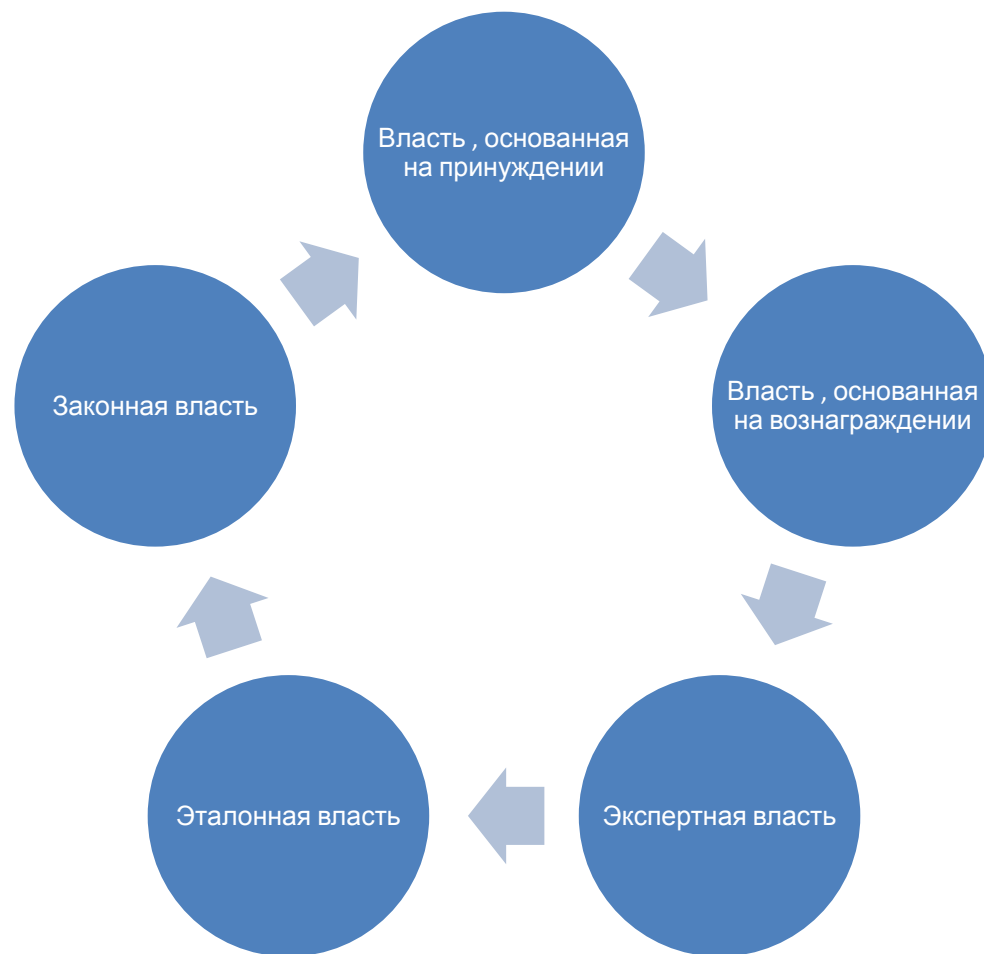 Власть , основанная
на принуждении
Власть , основанная
на вознаграждении
Экспертная власть
Эталонная власть
Законная власть